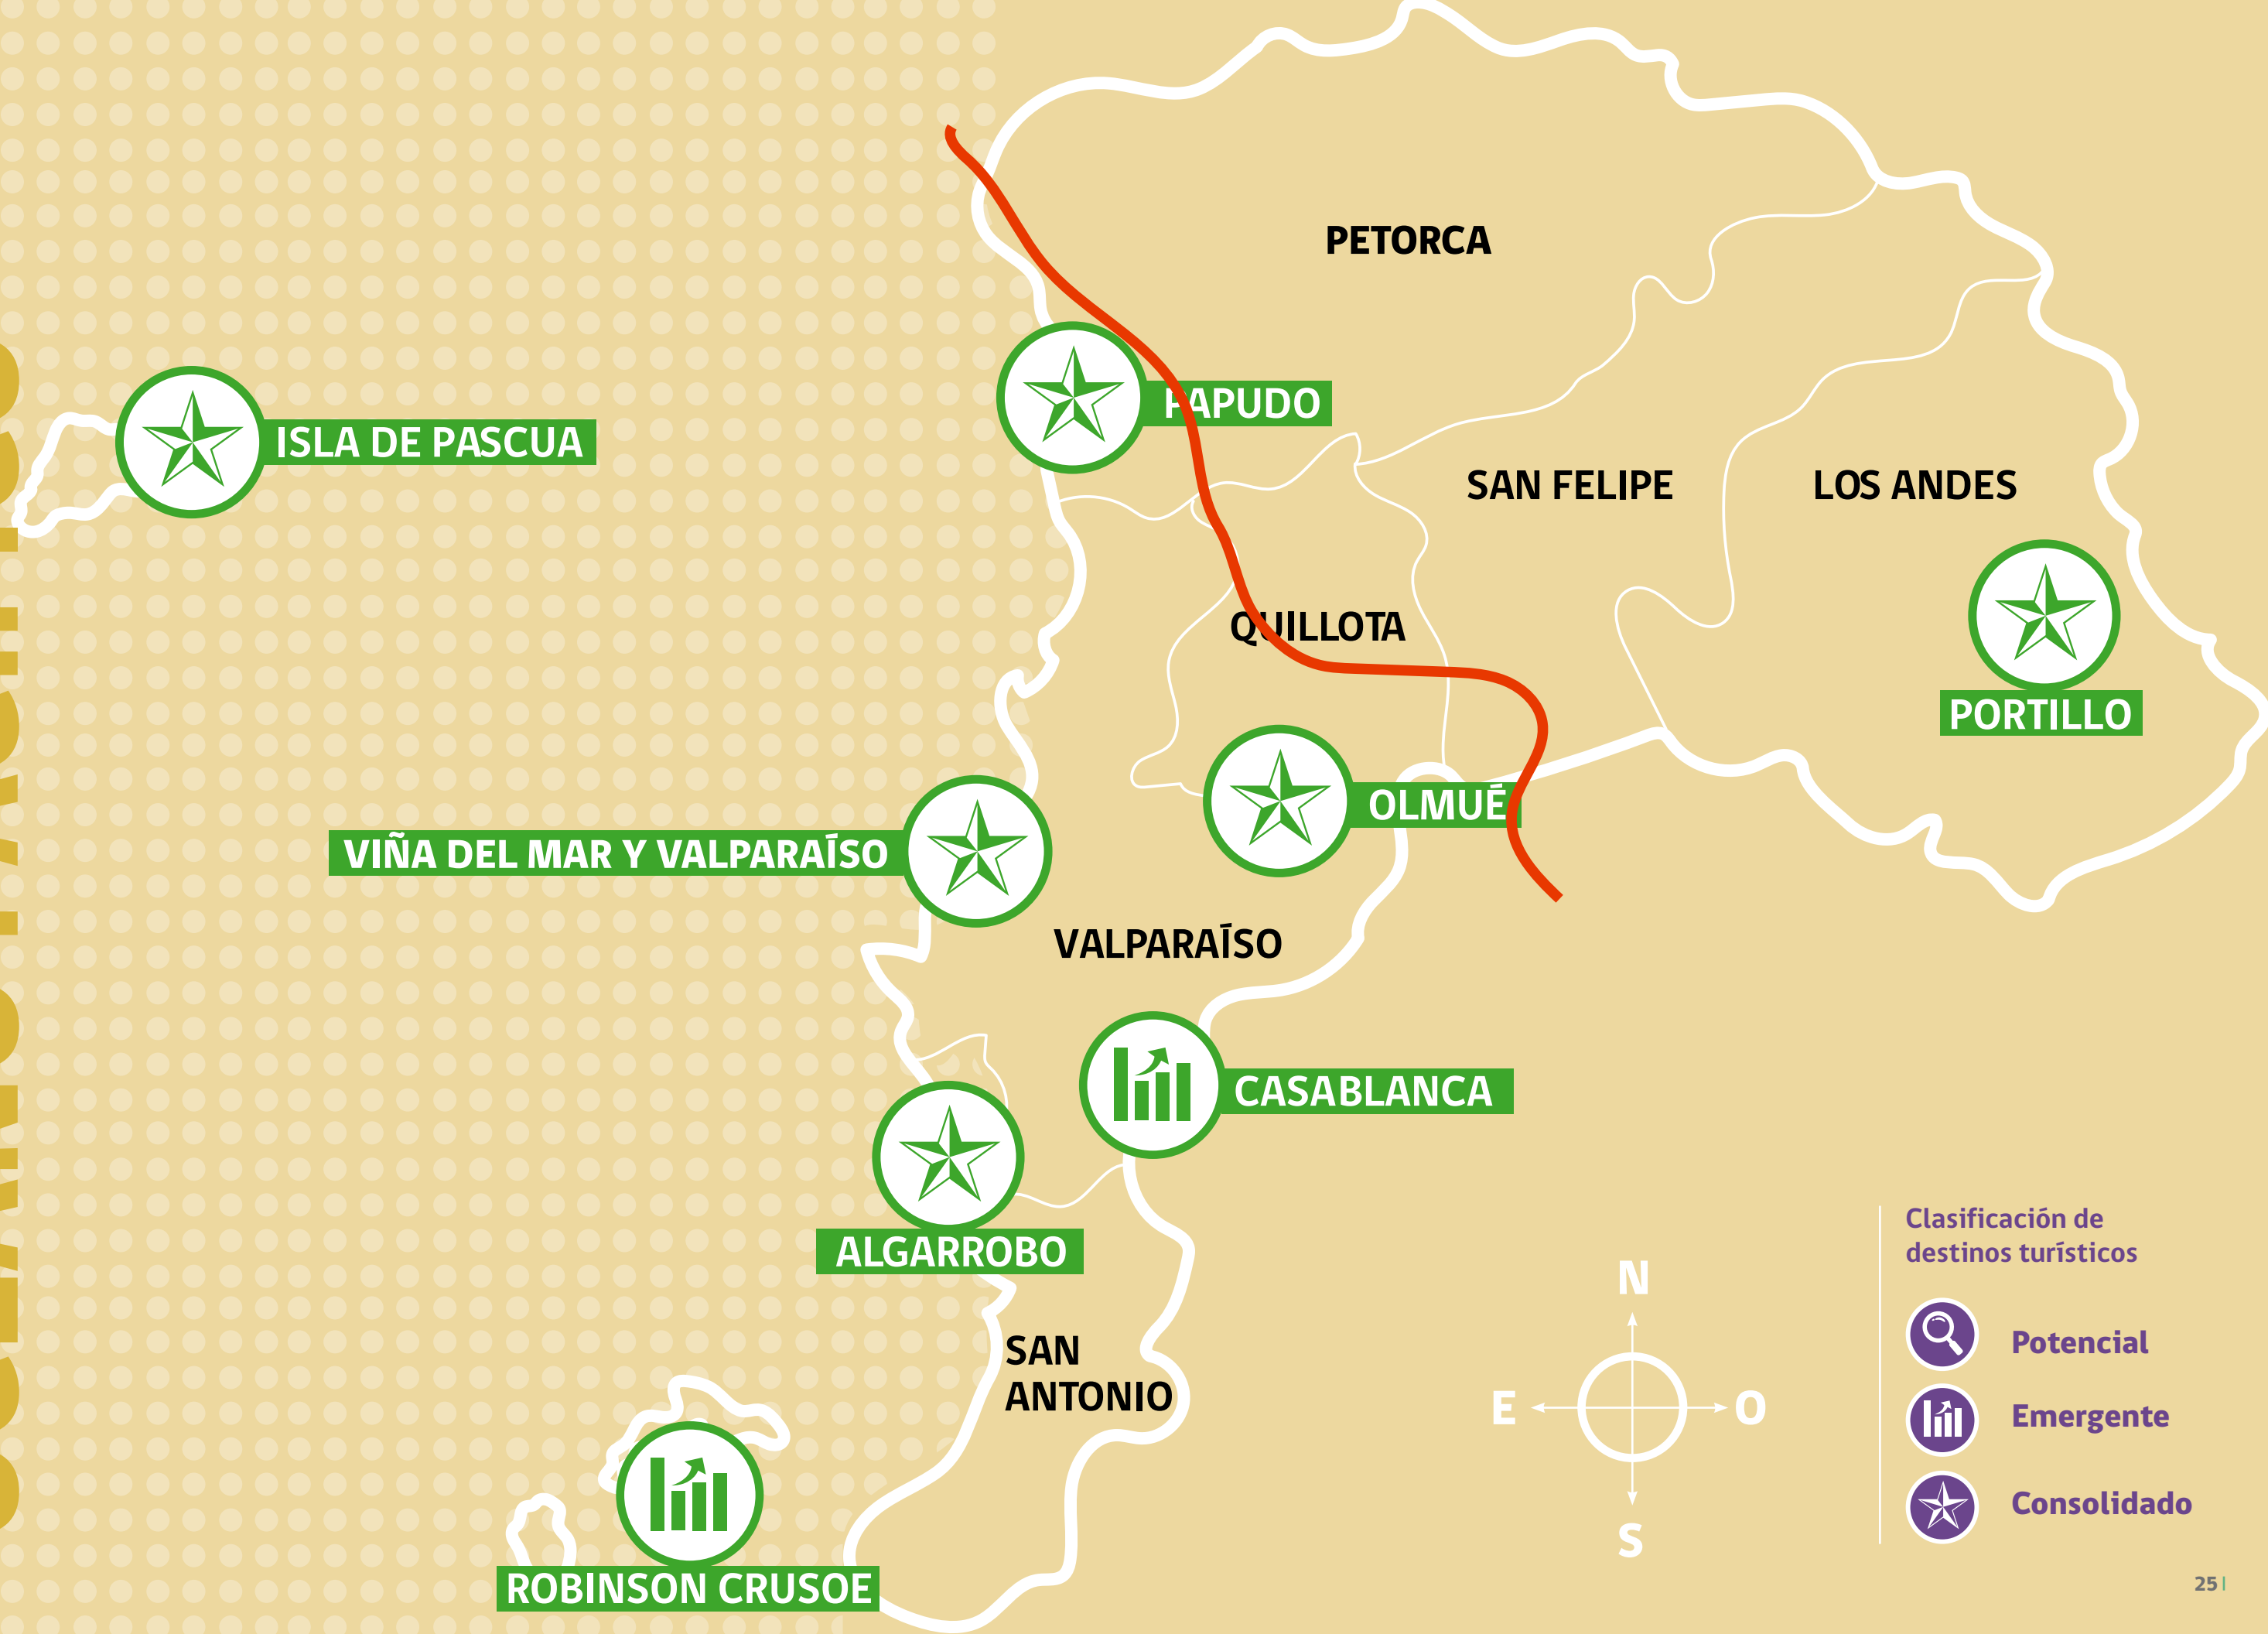 PETORCA
PAPUDO
ISLA DE PASCUA
SAN FELIPE
LOS ANDES
QUILLOTA
PORTILLO
OLMUÉ
VIÑA DEL MAR Y VALPARAÍSO
VALPARAÍSO
CASABLANCA
ALGARROBO
SAN
ANTONIO
ROBINSON CRUSOE
N
E
O
S
Clasificación de
destinos turísticos
Potencial
Emergente
Consolidado
25